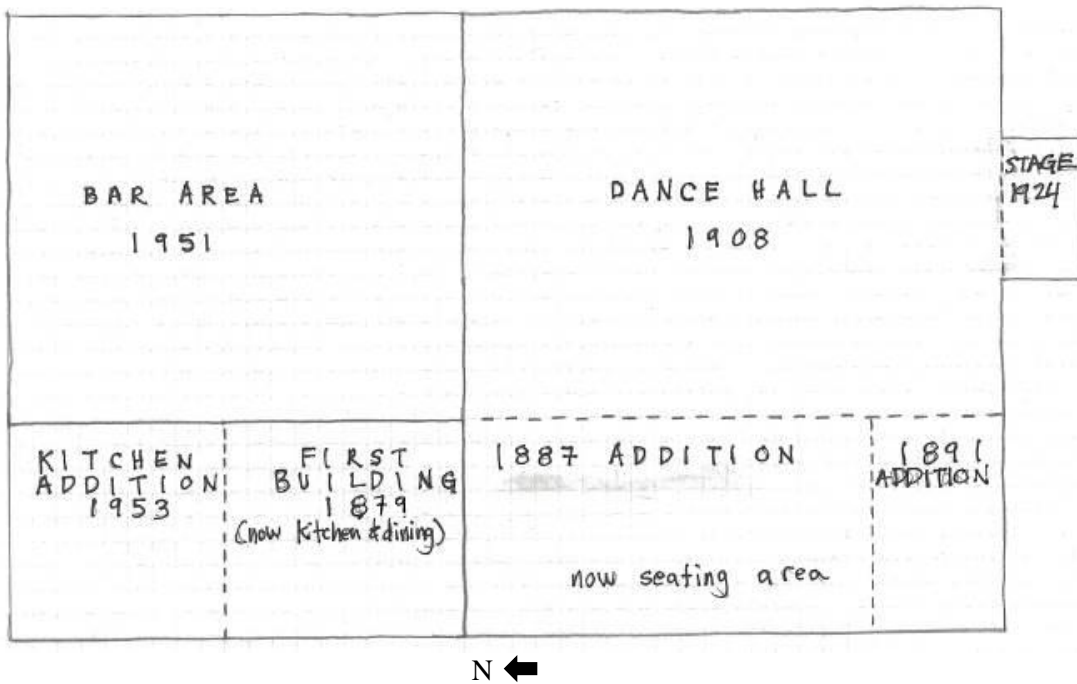 BAR AREA
1951
DANCE HALL
1908
STAGE
1924
KITCHEN
ADDITION
1953
FIRST
BUILDING
1879
(now kitchen & dining)
1887 ADDITION
now seating area
1891
ADDITION
N